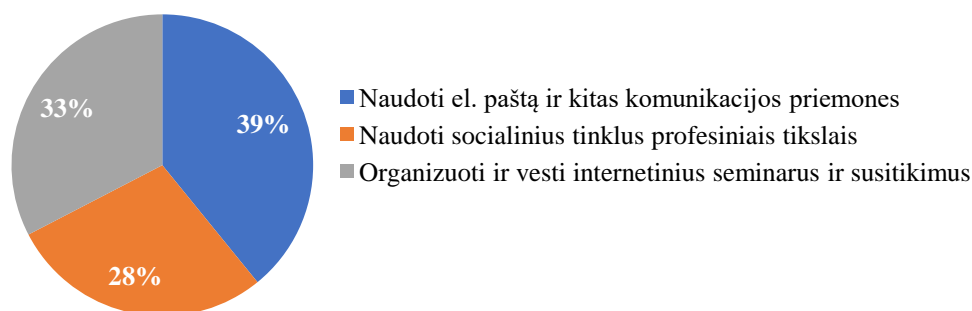 33%
39%
28%
Naudoti el. paštą ir kitas komunikacijos priemones
Naudoti socialinius tinklus profesiniais tikslais
Organizuoti ir vesti internetinius seminarus ir susitikimus